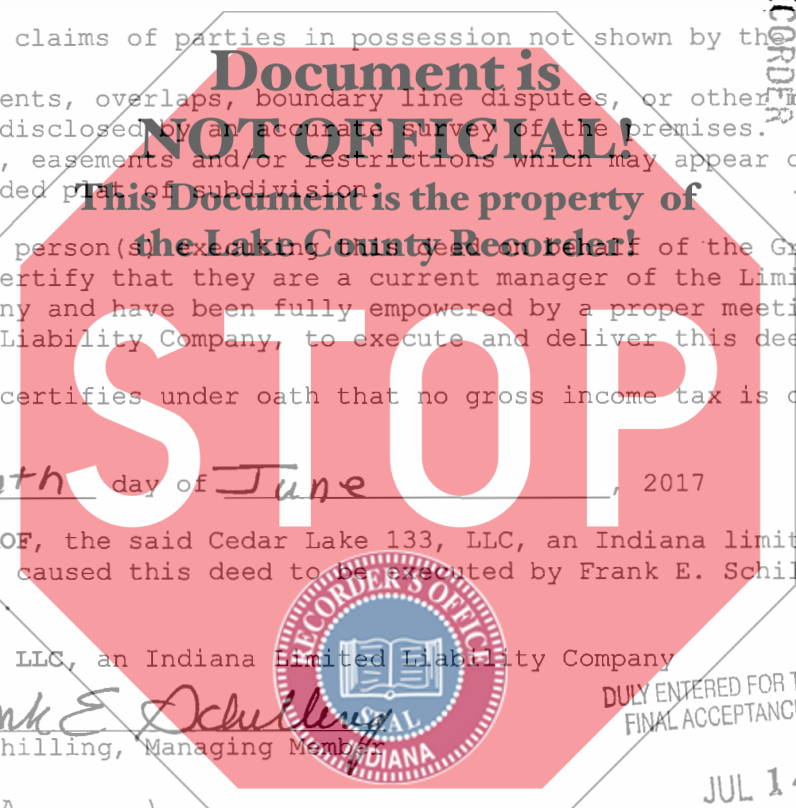 claims of parties in possession not shown by the
Document is
ents, overlaps, boundary line disputes, or other
disclosed by an accurate survey of the premises.
NOT OFFICIAL!
, easements and/or restrictions which may appear
ded plat of subdivision.
This Document is the property of
person(s) executing this deed on behalf of the
the Lake County Recorder!
ertify that they are a current manager of the Limi
ny and have been fully empowered by a proper meeti
Liability Company, to execute and deliver this dee
STOP
certifies under oath that no gross income tax is
th day of June, 2017
OF, the said Cedar Lake 133, LLC, an Indiana limit
caused this deed to be executed by Frank E. Schil
LLC, an Indiana Limited Liability Company
nk E Schilling
hilling, Managing Member
RECORDER'S OFFICE
SEAL
INDIANA
DULY ENTERED FOR T
FINAL ACCEPTANC
JUL 1
CORDER